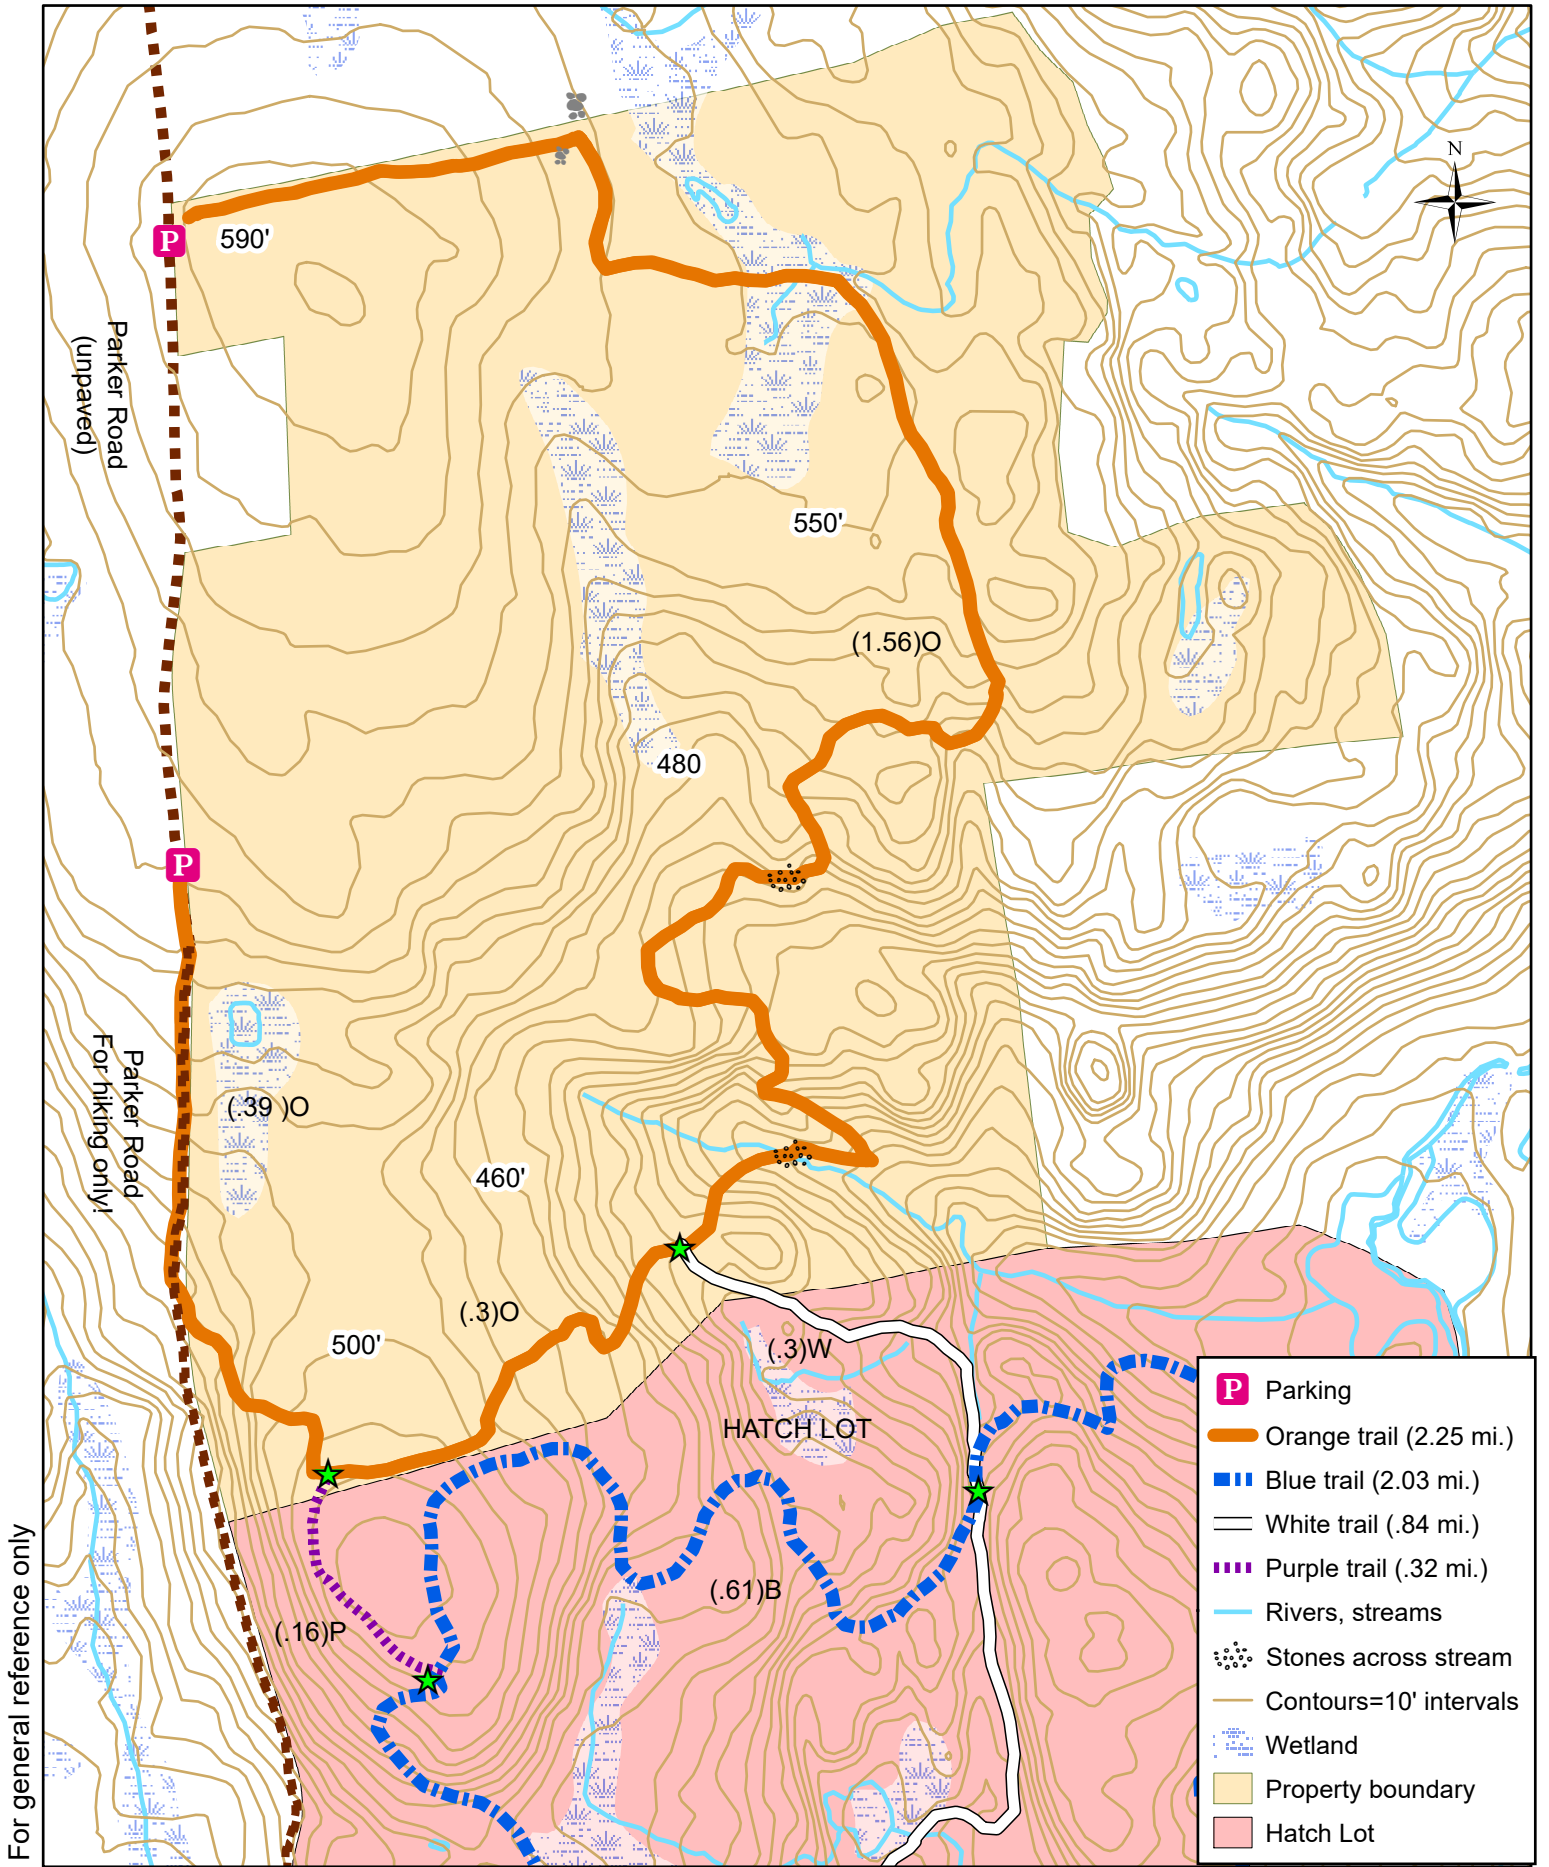 N
P
590'
Parker Road
(unpaved)
550'
(1.56)O
480
P
Parker Road
For hiking only!
(.39 )O
460'
(.3)O
500'
(.3)W
HATCH LOT
(.61)B
(.16)P
For general reference only
P Parking
Orange trail (2.25 mi.)
Blue trail (2.03 mi.)
White trail (.84 mi.)
Purple trail (.32 mi.)
Rivers, streams
Stones across stream
Contours=10' intervals
Wetland
Property boundary
Hatch Lot